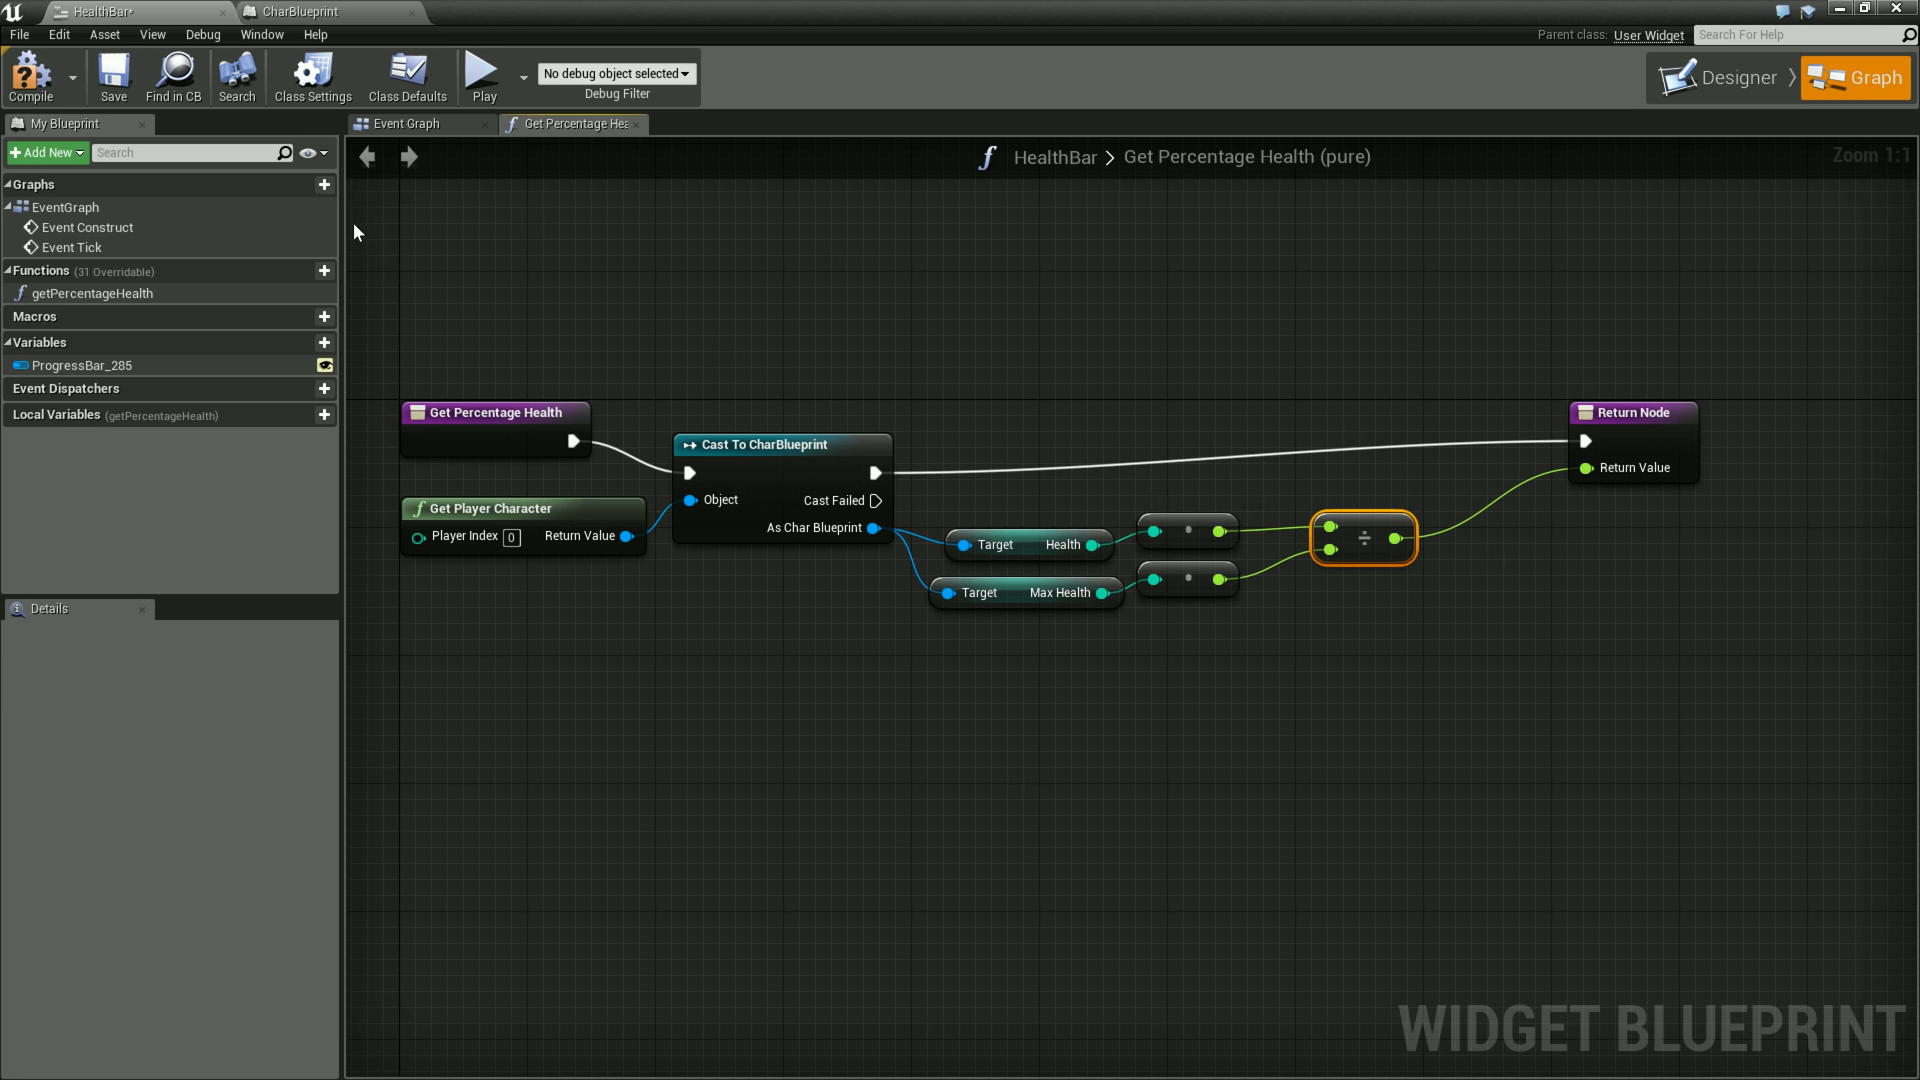 HealthBar*
CharBlueprint
File Edit Asset View Debug Window Help
Parent class: User Widget
Search For Help
Compile
Save
Find in CB
Search
Class Settings
Class Defaults
Play
No debug object selected
Debug Filter
Designer
Graph
My Blueprint
Event Graph
Get Percentage Hea
+Add New
Search
HealthBar > Get Percentage Health (pure)
Zoom 1:1
Graphs
EventGraph
Event Construct
Event Tick
Functions (31 Overridable)
getPercentageHealth
Macros
Variables
ProgressBar_285
Event Dispatchers
Local Variables (getPercentageHealth)
Details
Get Percentage Health
Cast To CharBlueprint
Object
Cast Failed
As Char Blueprint
Get Player Character
Player Index 0
Return Value
Target Health
Target Max Health
÷
Return Node
Return Value
WIDGET BLUEPRINT